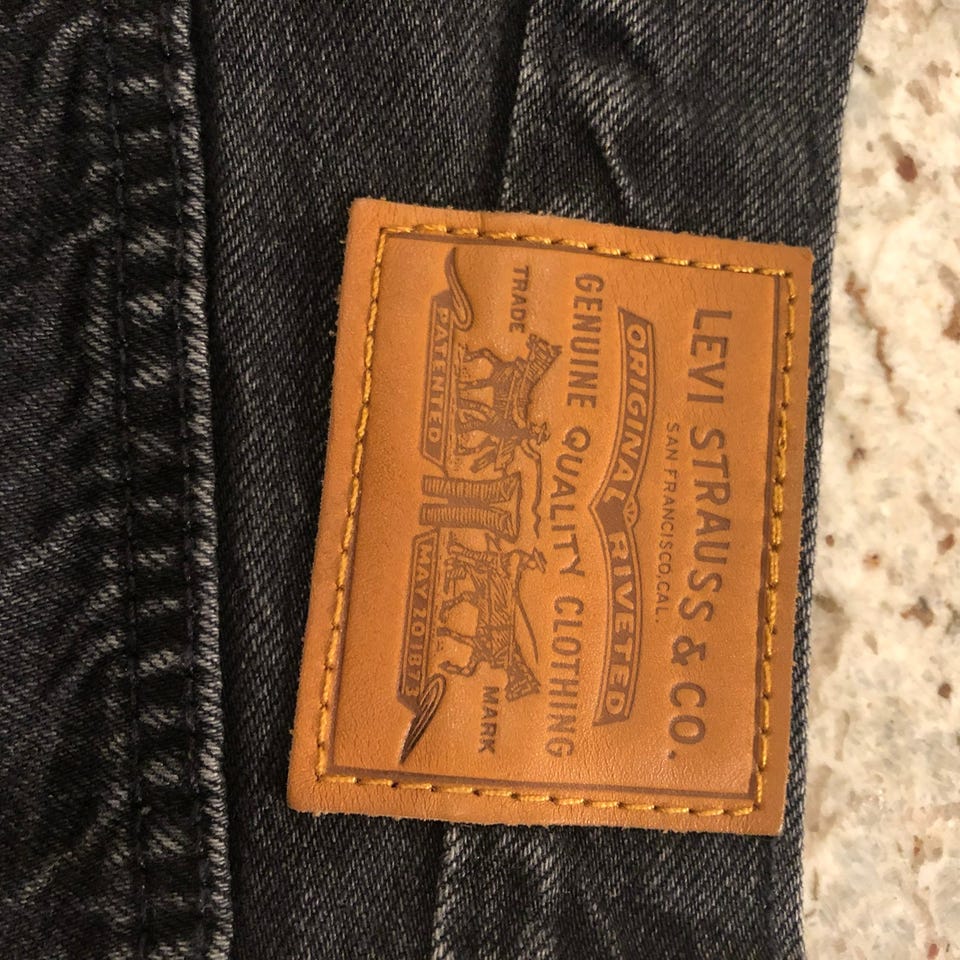 LEVI STRAUSS & CO.
SAN FRANCISCO, CAL.
ORIGINAL RIVETED
GENUINE QUALITY CLOTHING
TRADE MARK
PATENTED MAY 20 1873